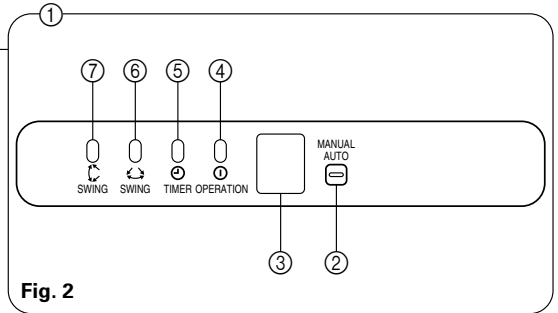 ①
⑦ ⑥ ⑤ ④
MANUAL
AUTO
SWING SWING TIMER OPERATION
③ ②
Fig. 2